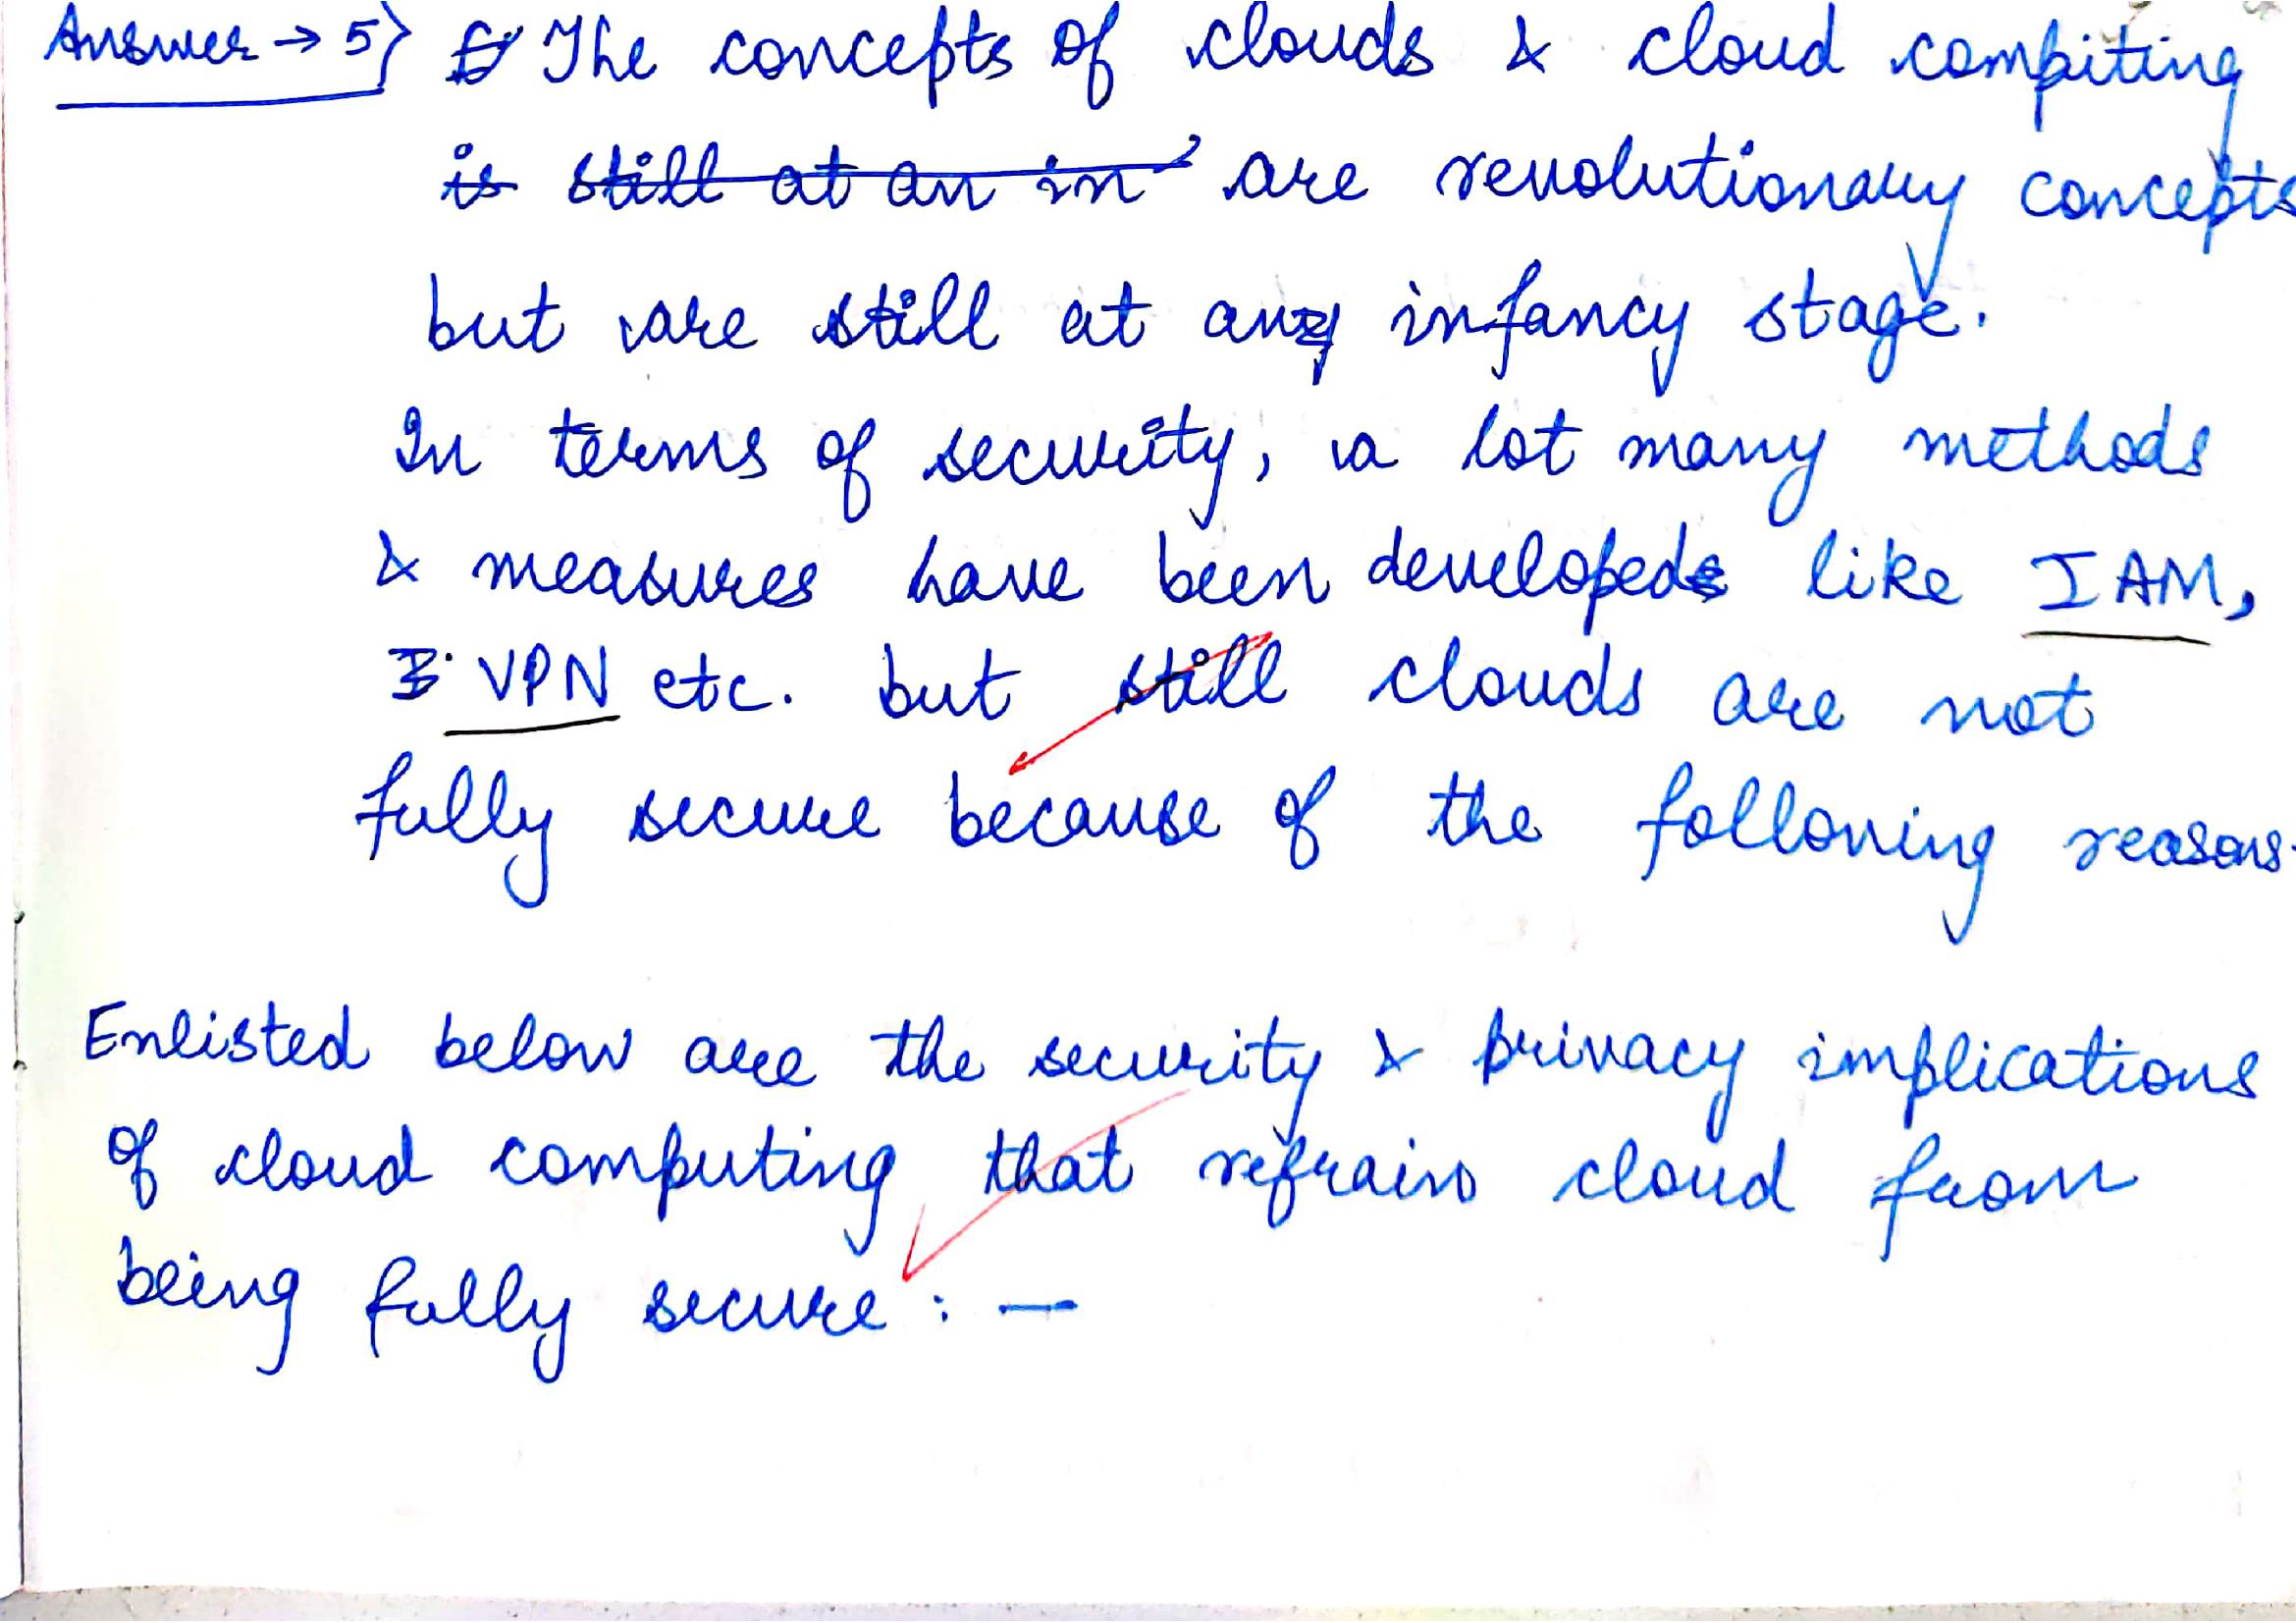 Answer → 5) The concepts of clouds & cloud compiting
is still at an in are revolutionary concepts
but are still at any infancy stage.
In terms of security, a lot many methods
& measures have been developed like IAM,
VPN etc. but still clouds are not
fully secure because of the following reasons.
Enlisted below are the security & privacy implications
of cloud computing that refrain cloud from
being fully secure : —